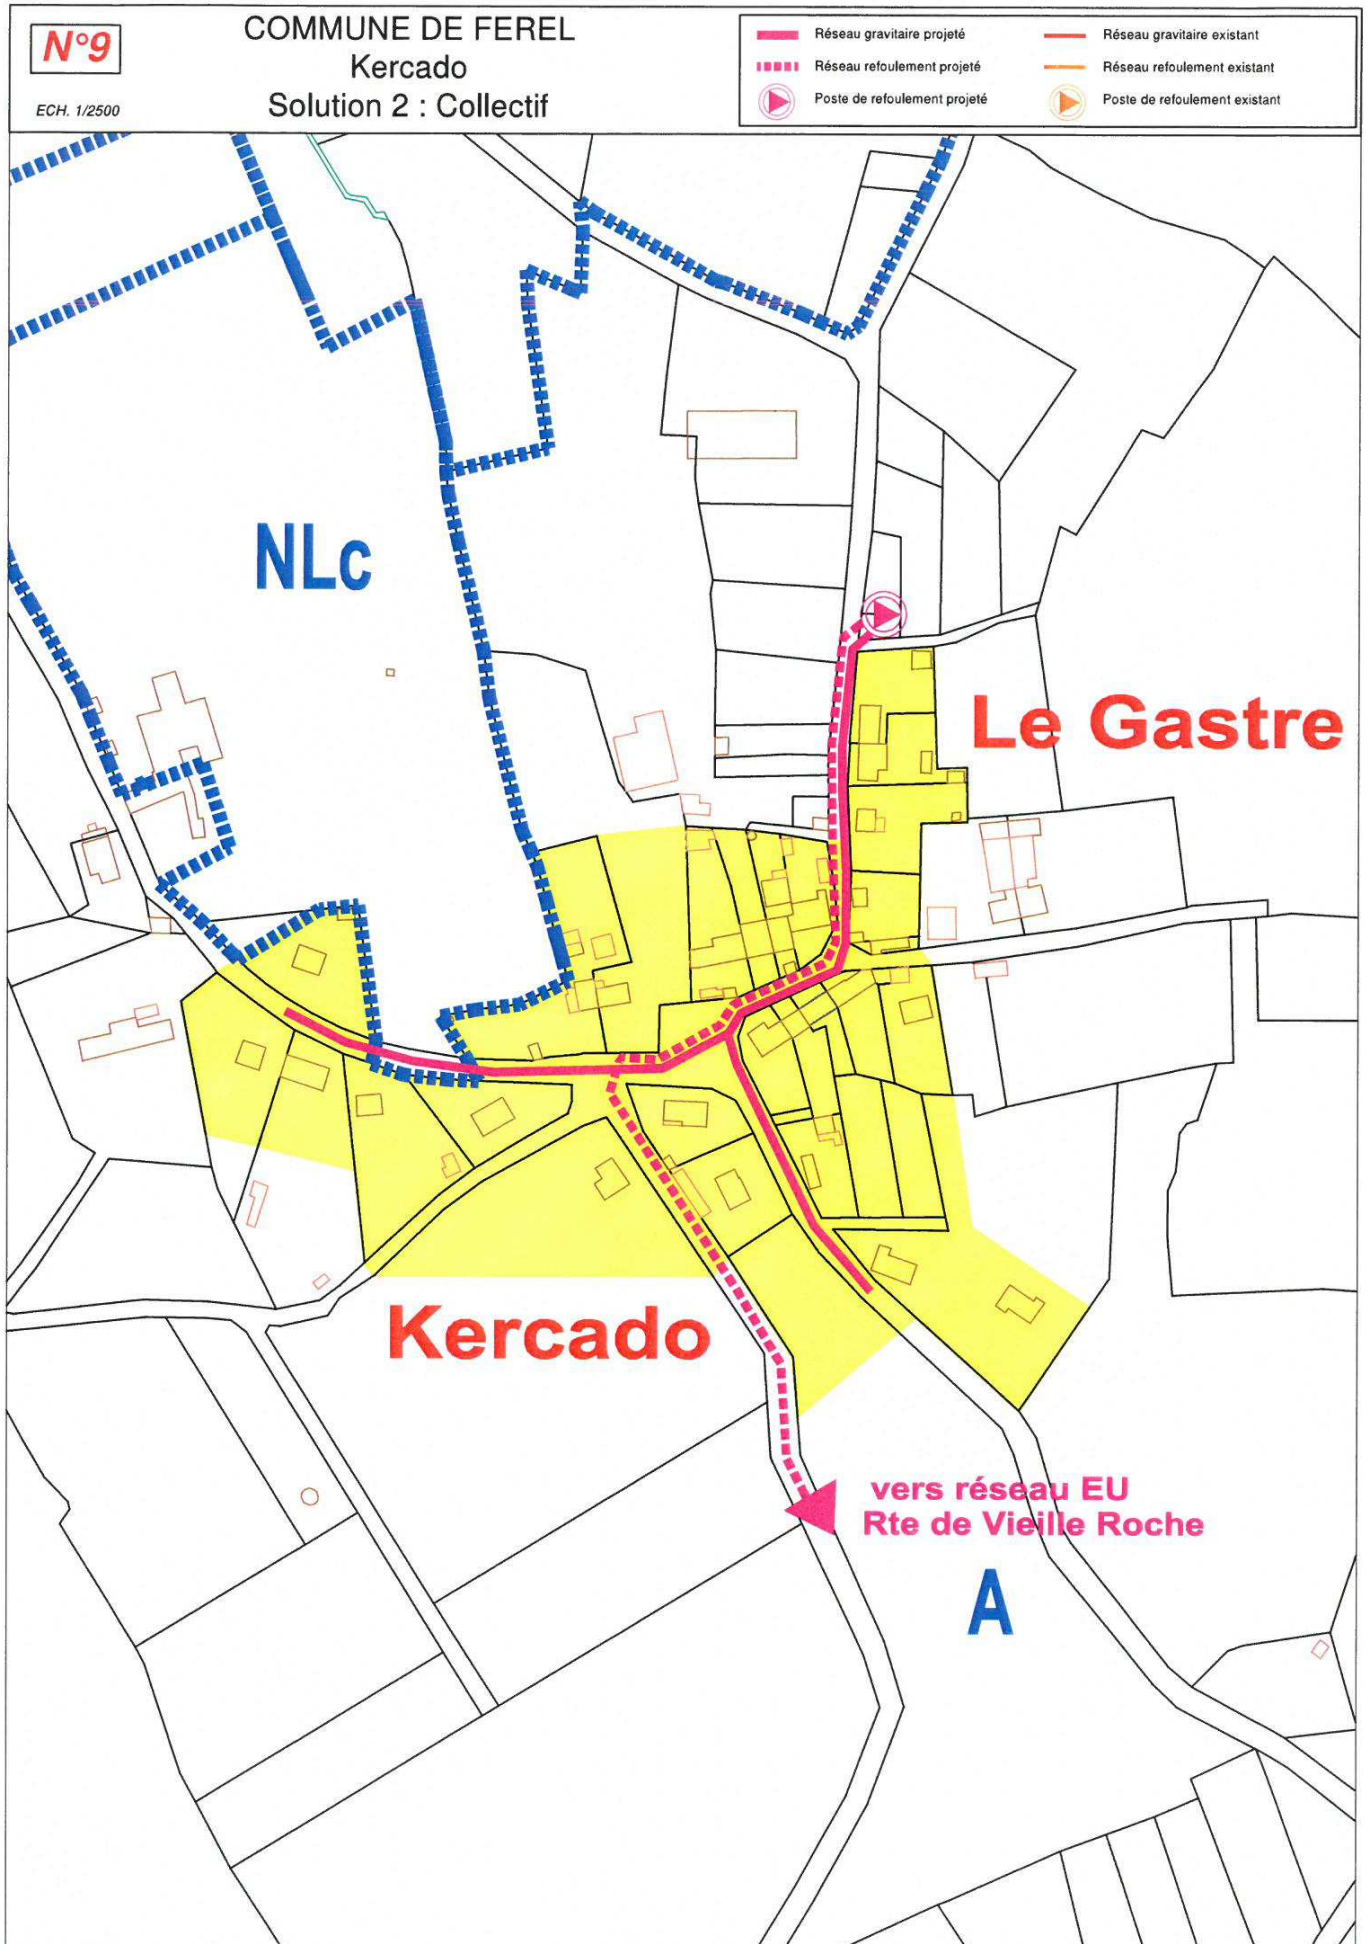 N°9
ECH. 1/2500
COMMUNE DE FEREL
Kercado
Solution 2 : Collectif
Réseau gravitaire projeté
Réseau refoulement projeté
Poste de refoulement projeté
Réseau gravitaire existant
Réseau refoulement existant
Poste de refoulement existant
NLc
Le Gastre
Kercado
vers réseau EU
Rte de Vieille Roche
A